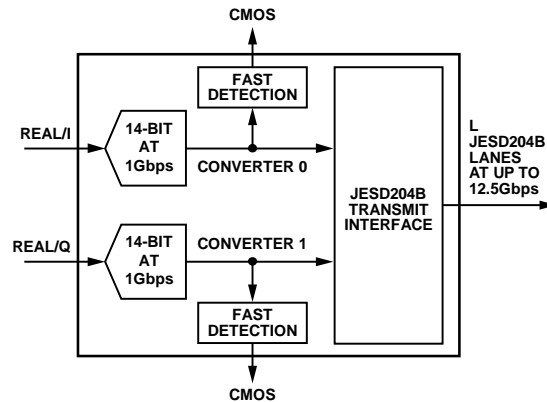 CMOS
FAST
DETECTION
REAL/I
14-BIT
AT
1Gbps
CONVERTER 0
JESD204B
TRANSMIT
INTERFACE
L
JESD204B
LANES
AT UP TO
12.5Gbps
REAL/Q
14-BIT
AT
1Gbps
CONVERTER 1
FAST
DETECTION
CMOS